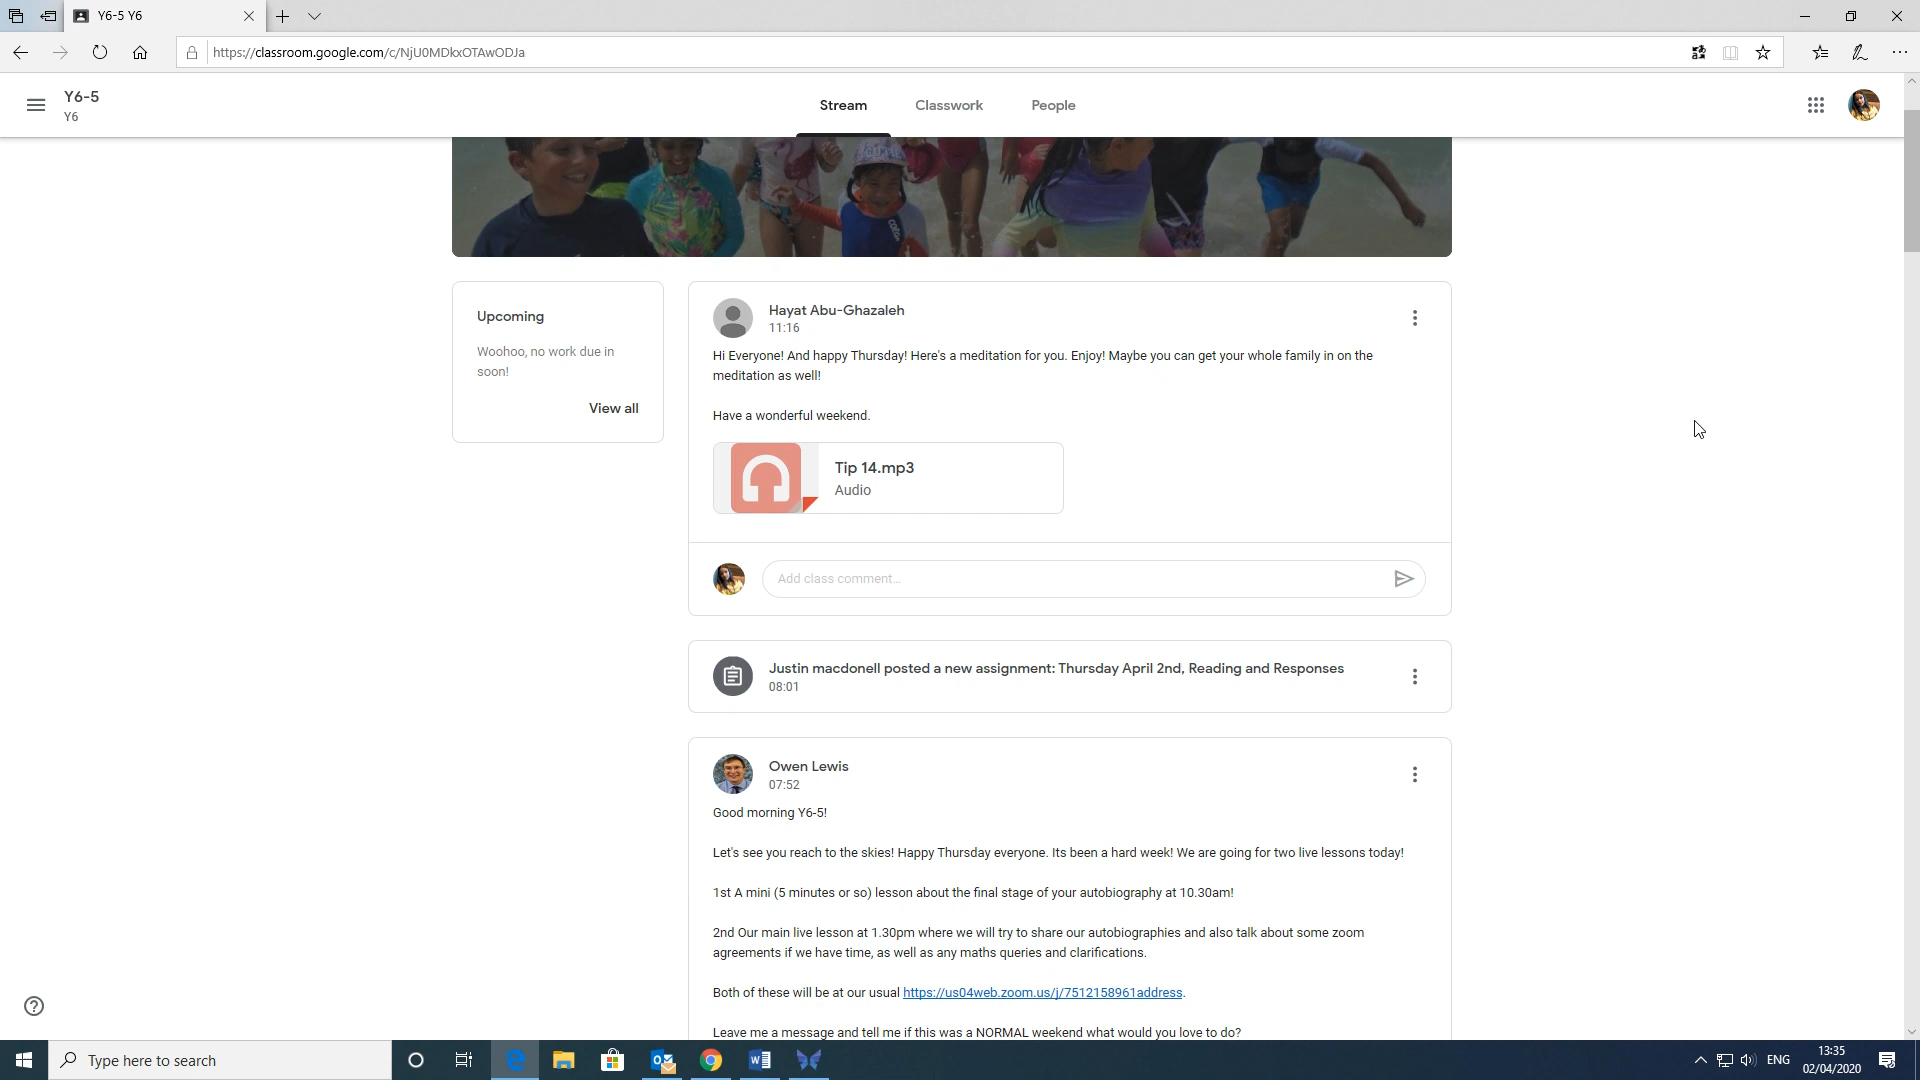 Y6-5 Y6
https://classroom.google.com/c/NjU0MDkxOTAwODJa
Y6-5
Y6
Stream
Classwork
People
Upcoming
Woohoo, no work due in
soon!
View all
Hayat Abu-Ghazaleh
11:16
Hi Everyone! And happy Thursday! Here's a meditation for you. Enjoy! Maybe you can get your whole family in on the
meditation as well!
Have a wonderful weekend.
Tip 14.mp3
Audio
Add class comment...
Justin macdonell posted a new assignment: Thursday April 2nd, Reading and Responses
08:01
Owen Lewis
07:52
Good morning Y6-5!
Let's see you reach to the skies! Happy Thursday everyone. Its been a hard week! We are going for two live lessons today!
1st A mini (5 minutes or so) lesson about the final stage of your autobiography at 10.30am!
2nd Our main live lesson at 1.30pm where we will try to share our autobiographies and also talk about some zoom
agreements if we have time, as well as any maths queries and clarifications.
Both of these will be at our usual https://us04web.zoom.us/j/7512158961address.
Leave me a message and tell me if this was a NORMAL weekend what would you love to do?
Type here to search
ENG
13:35
02/04/2020